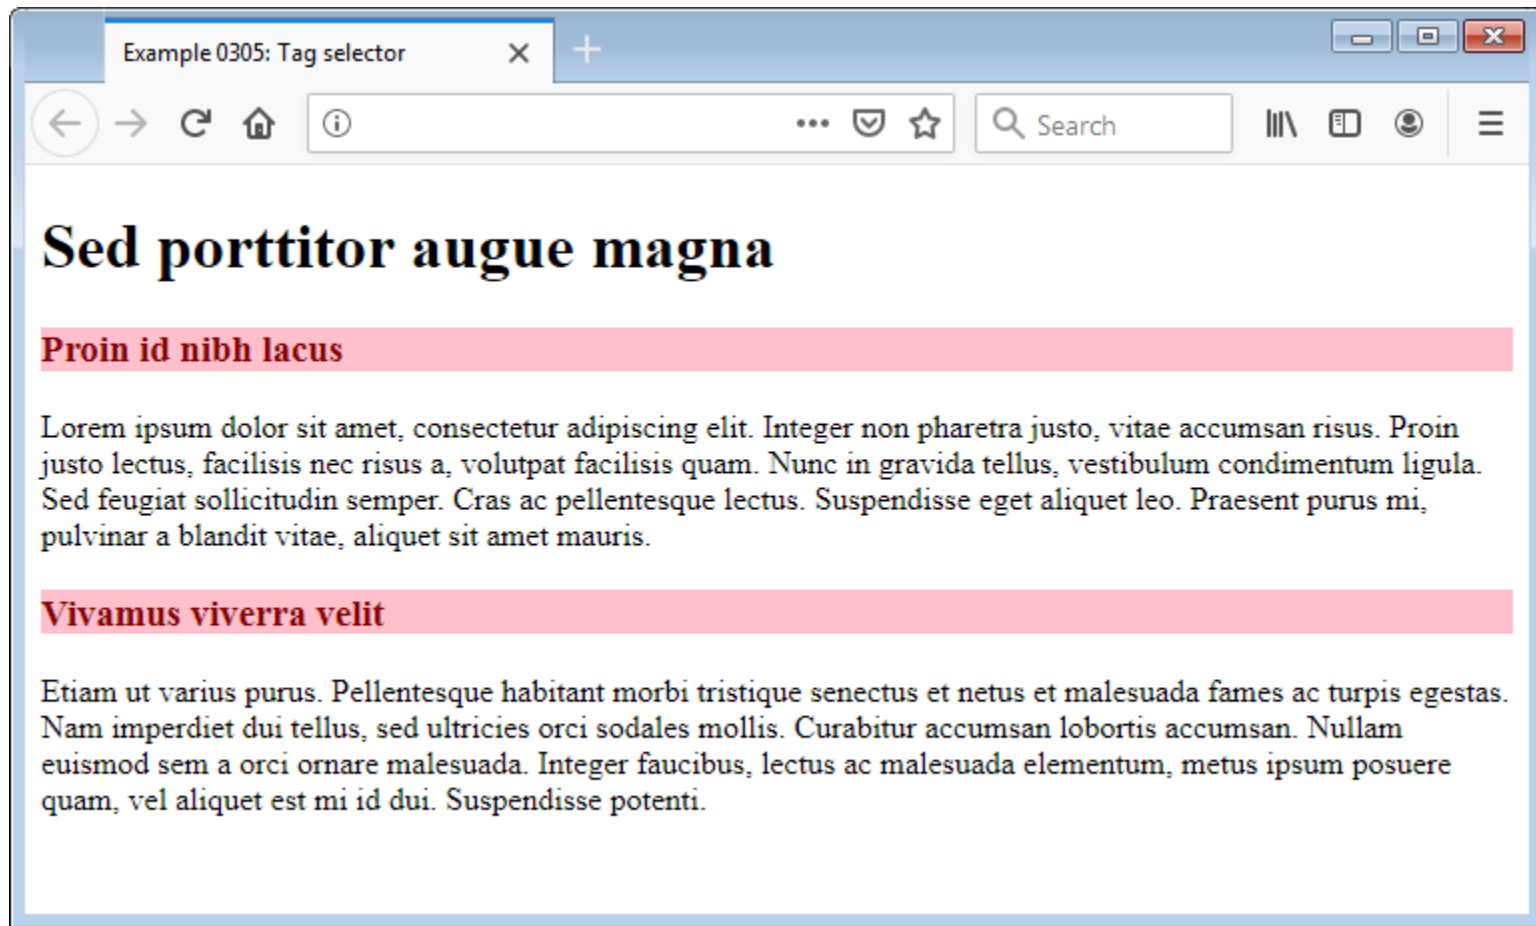 Example 0305: Tag selector
Search
Sed porttitor augue magna
Proin id nibh lacus
Lorem ipsum dolor sit amet, consectetur adipiscing elit. Integer non pharetra justo, vitae accumsan risus. Proin
justo lectus, facilisis nec risus a, volutpat facilisis quam. Nunc in gravida tellus, vestibulum condimentum ligula.
Sed feugiat sollicitudin semper. Cras ac pellentesque lectus. Suspendisse eget aliquet leo. Praesent purus mi,
pulvinar a blandit vitae, aliquet sit amet mauris.
Vivamus viverra velit
Etiam ut varius purus. Pellentesque habitant morbi tristique senectus et netus et malesuada fames ac turpis egestas.
Nam imperdiet dui tellus, sed ultricies orci sodales mollis. Curabitur accumsan lobortis accumsan. Nullam
euismod sem a orci ornare malesuada. Integer faucibus, lectus ac malesuada elementum, metus ipsum posuere
quam, vel aliquet est mi id dui. Suspendisse potenti.